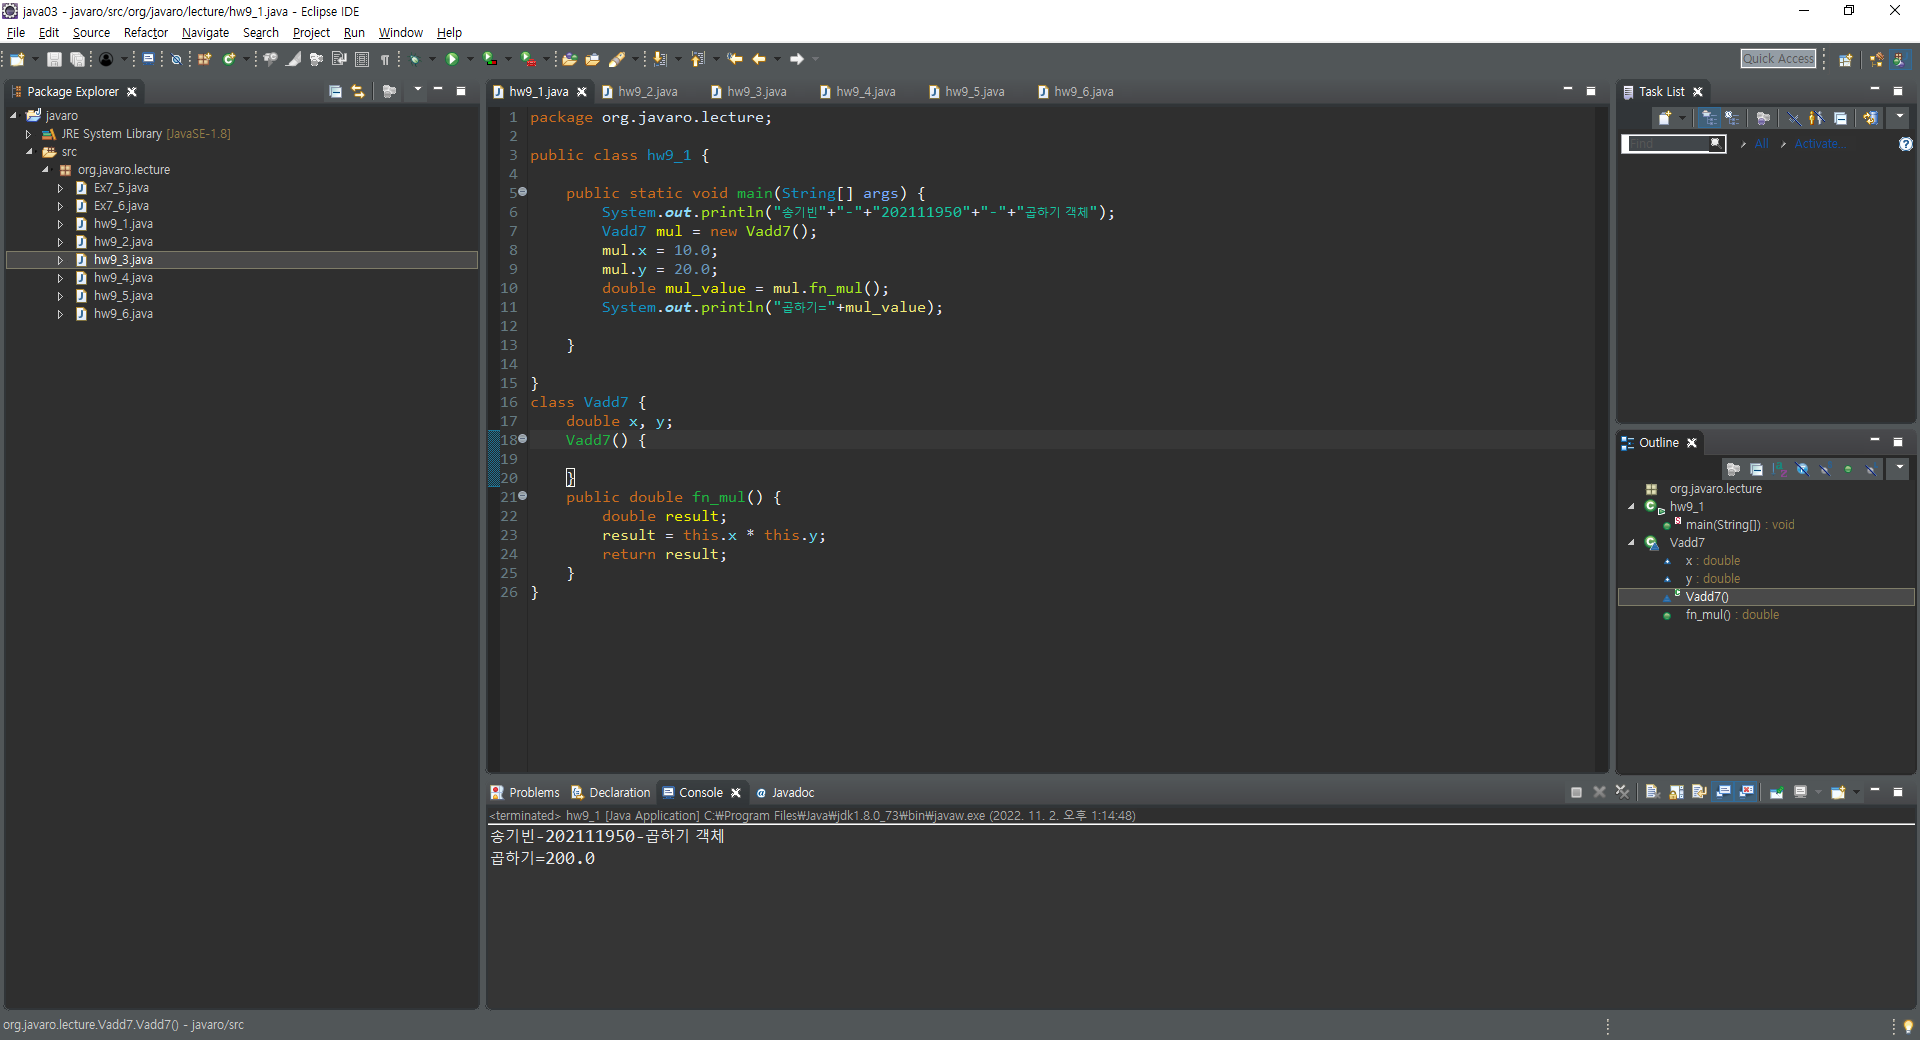 java03 - javaro/src/org/javaro/lecture/hw9_1.java - Eclipse IDE
File Edit Source Refactor Navigate Search Project Run Window Help
Quick Access
Package Explorer
javaro
JRE System Library [JavaSE-1.8]
src
org.javaro.lecture
Ex7_5.java
Ex7_6.java
hw9_1.java
hw9_2.java
hw9_3.java
hw9_4.java
hw9_5.java
hw9_6.java
hw9_1.java hw9_2.java hw9_3.java hw9_4.java hw9_5.java hw9_6.java
1 package org.javaro.lecture;
2
3 public class hw9_1 {
4
5 public static void main(String[] args) {
6 System.out.println("송기빈"+"-"+"202111950"+"-"+"곱하기 객체");
7 Vadd7 mul = new Vadd7();
8 mul.x = 10.0;
9 mul.y = 20.0;
10 double mul_value = mul.fn_mul();
11 System.out.println("곱하기="+mul_value);
12
13 }
14
15 }
16 class Vadd7 {
17 double x, y;
18 Vadd7() {
19
20 }
21 public double fn_mul() {
22 double result;
23 result = this.x * this.y;
24 return result;
25 }
26 }
Task List
Find All Activate...
Outline
org.javaro.lecture
hw9_1
main(String[]) : void
Vadd7
x : double
y : double
Vadd7()
fn_mul() : double
Problems Declaration Console Javadoc
<terminated> hw9_1 [Java Application] C:₩Program Files₩Java₩jdk1.8.0_73₩bin₩javaw.exe (2022. 11. 2. 오후 1:14:48)
송기빈-202111950-곱하기 객체
곱하기=200.0
org.javaro.lecture.Vadd7.Vadd7() - javaro/src